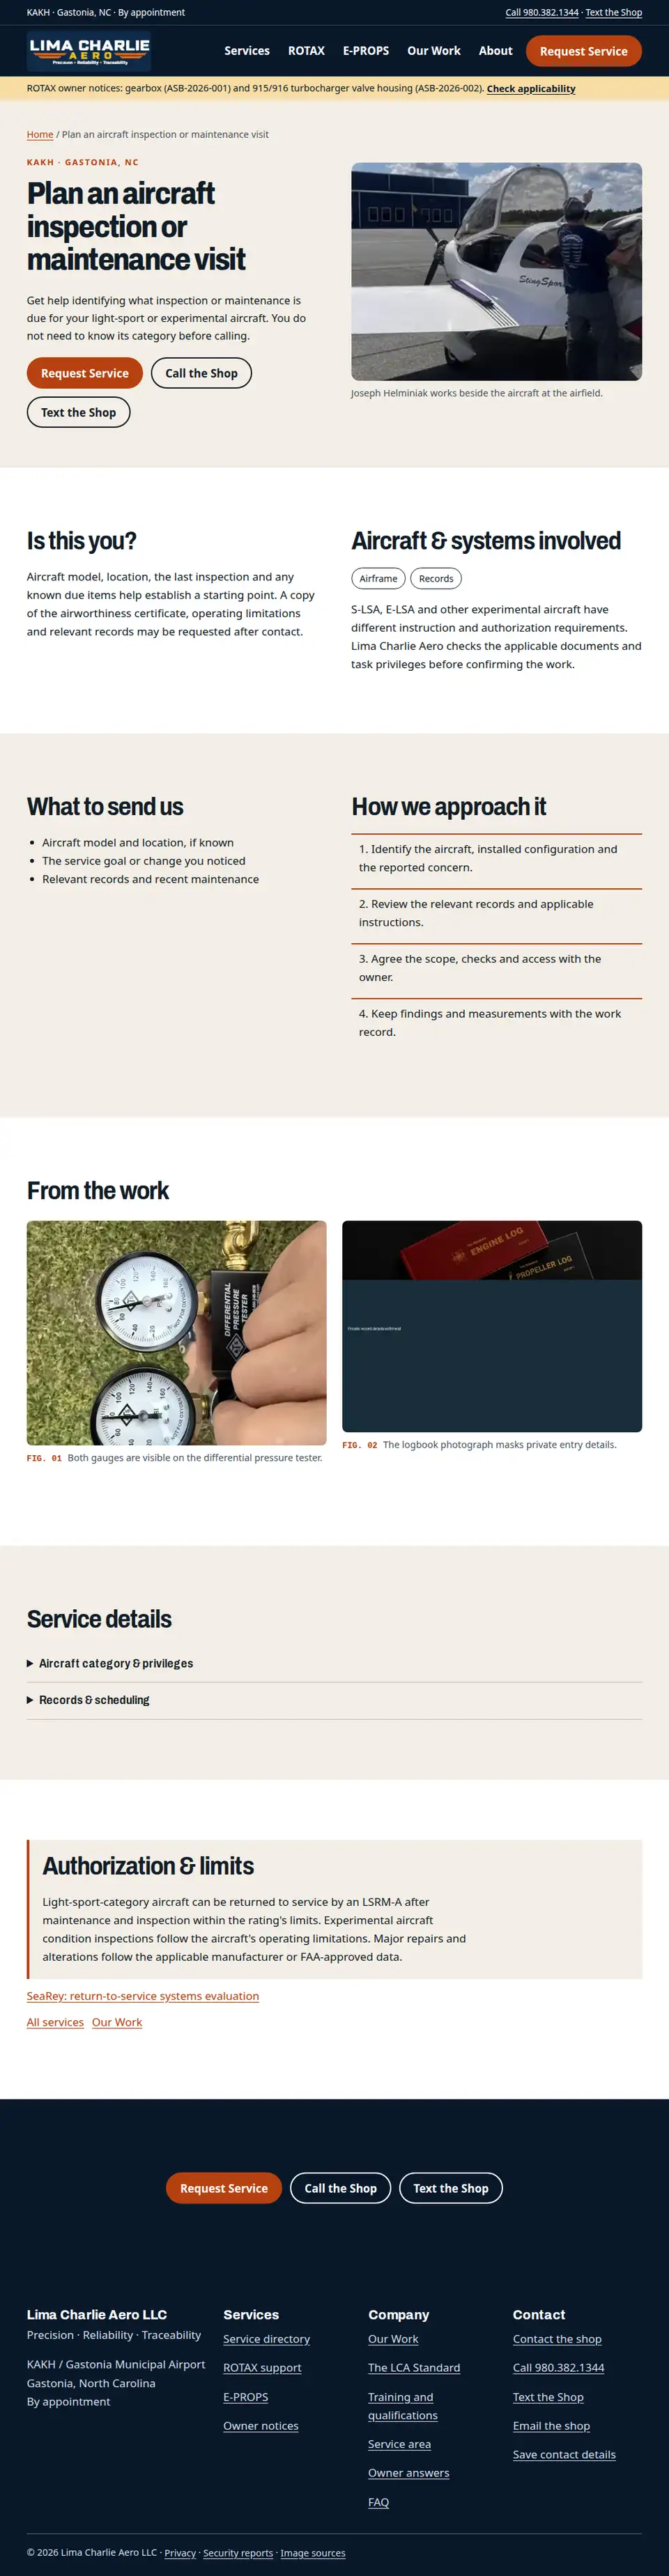 KAKH · Gastonia, NC · By appointment
Call 980.382.1344 · Text the Shop
LIMA CHARLIE
AERO
Precision • Reliability • Traceability
Services ROTAX E-PROPS Our Work About Request Service
ROTAX owner notices: gearbox (ASB-2026-001) and 915/916 turbocharger valve housing (ASB-2026-002). Check applicability
Home / Plan an aircraft inspection or maintenance visit
KAKH · GASTONIA, NC
Plan an aircraft
inspection or
maintenance visit
Get help identifying what inspection or maintenance is
due for your light-sport or experimental aircraft. You do
not need to know its category before calling.
Request Service Call the Shop
Text the Shop
StingSport
Joseph Helminiak works beside the aircraft at the airfield.
Is this you?
Aircraft model, location, the last inspection and any
known due items help establish a starting point. A copy
of the airworthiness certificate, operating limitations
and relevant records may be requested after contact.
Aircraft & systems involved
Airframe Records
S-LSA, E-LSA and other experimental aircraft have
different instruction and authorization requirements.
Lima Charlie Aero checks the applicable documents and
task privileges before confirming the work.
What to send us
• Aircraft model and location, if known
• The service goal or change you noticed
• Relevant records and recent maintenance
How we approach it
1. Identify the aircraft, installed configuration and
the reported concern.
2. Review the relevant records and applicable
instructions.
3. Agree the scope, checks and access with the
owner.
4. Keep findings and measurements with the work
record.
From the work
DIFFERENTIAL
PRESSURE
TESTER
ENGINE LOG
PROPELLER LOG
Private record details withheld
FIG. 01 Both gauges are visible on the differential pressure tester.
FIG. 02 The logbook photograph masks private entry details.
Service details
Aircraft category & privileges
Records & scheduling
Authorization & limits
Light-sport-category aircraft can be returned to service by an LSRM-A after
maintenance and inspection within the rating's limits. Experimental aircraft
condition inspections follow the aircraft's operating limitations. Major repairs and
alterations follow the applicable manufacturer or FAA-approved data.
SeaRey: return-to-service systems evaluation
All services Our Work
Request Service Call the Shop Text the Shop
Lima Charlie Aero LLC
Precision · Reliability · Traceability
KAKH / Gastonia Municipal Airport
Gastonia, North Carolina
By appointment
Services
Service directory
ROTAX support
E-PROPS
Owner notices
Company
Our Work
The LCA Standard
Training and
qualifications
Service area
Owner answers
FAQ
Contact
Contact the shop
Call 980.382.1344
Text the Shop
Email the shop
Save contact details
© 2026 Lima Charlie Aero LLC · Privacy · Security reports · Image sources